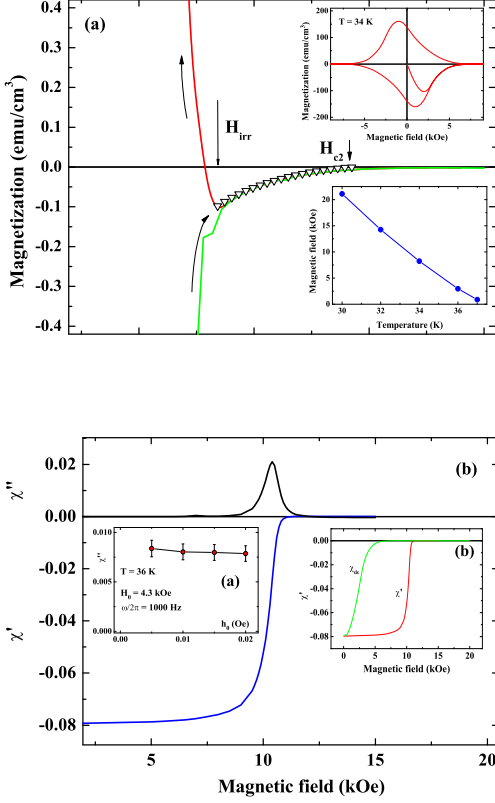 (a)
0.4
0.3
0.2
0.1
0.0
-0.1
-0.2
-0.3
-0.4
Magnetization (emu/cm³)
H_irr
H_c2
T = 34 K
200
100
0
-100
-200
Magnetization (emu/cm³)
-5 0 5
Magnetic field (kOe)
20
15
10
5
0
Magnetic field (kOe)
30 32 34 36
Temperature (K)
(b)
0.02
0.00
-0.02
-0.04
-0.06
-0.08
χ''
χ'
0.010
0.005
0.000
χ''
T = 36 K
(a)
H₀ = 4.3 kOe
ω/2π = 1000 Hz
h₀ (Oe)
0.00 0.01 0.02
0.00
-0.02
-0.04
-0.06
-0.08
χ'
(b)
χ_dc
χ'
0 5 10 15 20
Magnetic field (kOe)
5 10 15 20
Magnetic field (kOe)